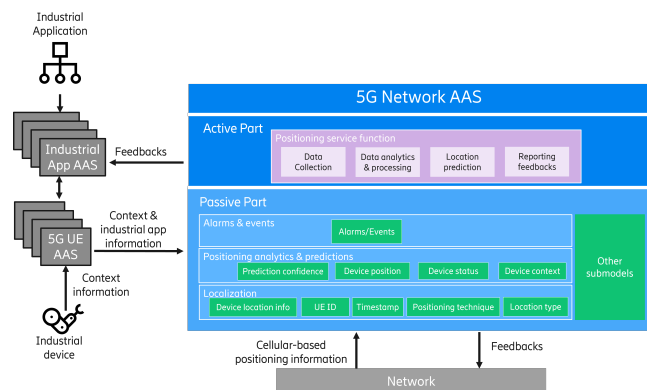 Industrial
Application
5G Network AAS
Active Part
Positioning service function
Data
Collection
Data analytics
& processing
Location
prediction
Reporting
feedbacks
Industrial
App AAS
Feedbacks
Passive Part
Alarms & events
Alarms/Events
5G UE
AAS
Context &
industrial app
information
Positioning analytics & predictions
Prediction confidence
Device position
Device status
Device context
Other
submodels
Context
information
Localization
Device location info
UE ID
Timestamp
Positioning technique
Location type
Industrial
device
Cellular-based
positioning information
Feedbacks
Network